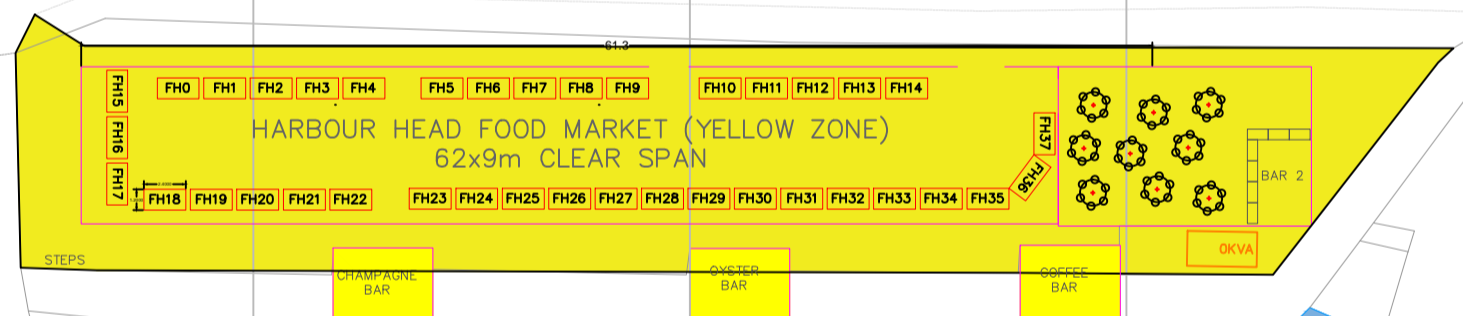 61.3
FH0 FH1 FH2 FH3 FH4 FH5 FH6 FH7 FH8 FH9 FH10 FH11 FH12 FH13 FH14
FH15
FH16
FH17
HARBOUR HEAD FOOD MARKET (YELLOW ZONE)
62x9m CLEAR SPAN
FH37
FH36
BAR 2
FH18 FH19 FH20 FH21 FH22 FH23 FH24 FH25 FH26 FH27 FH28 FH29 FH30 FH31 FH32 FH33 FH34 FH35
0KVA
STEPS
CHAMPAGNE
BAR
OYSTER
BAR
COFFEE
BAR